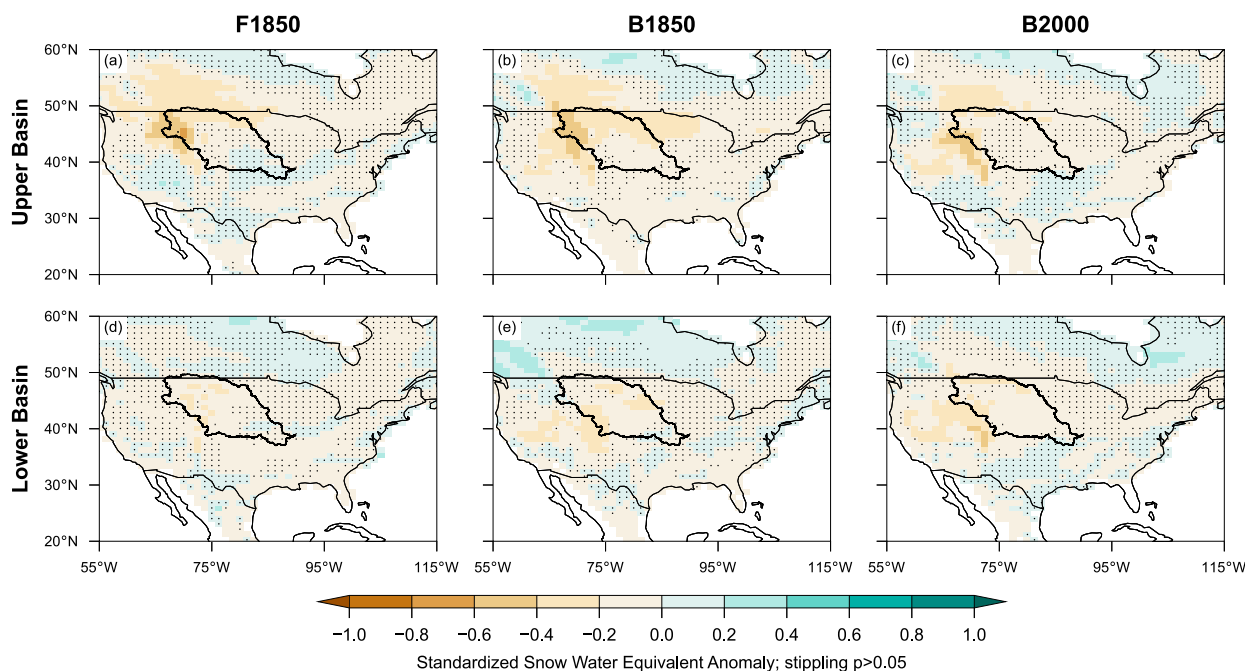 F1850 B1850 B2000
Upper Basin
60°N
50°N
40°N
30°N
20°N
(a) (b) (c)
Lower Basin
60°N
50°N
40°N
30°N
20°N
(d) (e) (f)
55°W 75°W 95°W 115°W 55°W 75°W 95°W 115°W 55°W 75°W 95°W 115°W
−1.0 −0.8 −0.6 −0.4 −0.2 0.0 0.2 0.4 0.6 0.8 1.0
Standardized Snow Water Equivalent Anomaly; stippling p>0.05